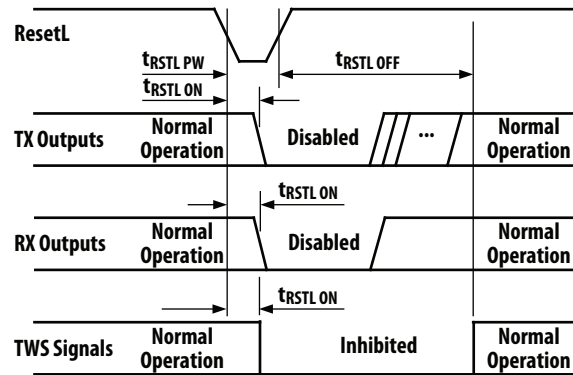 ResetL
tRSTL PW
tRSTL OFF
tRSTL ON
TX Outputs
Normal
Operation
Disabled
...
Normal
Operation
tRSTL ON
RX Outputs
Normal
Operation
Disabled
Normal
Operation
tRSTL ON
TWS Signals
Normal
Operation
Inhibited
Normal
Operation